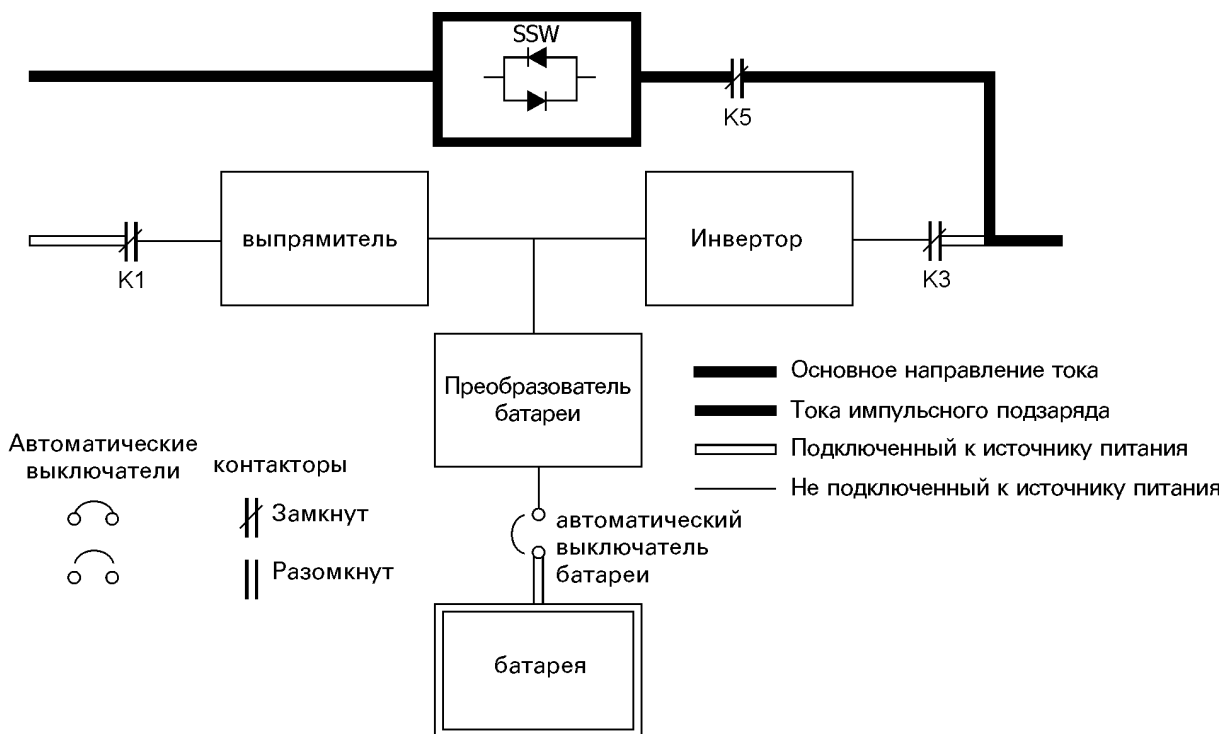 SSW
K5
выпрямитель
Инвертор
K1
K3
Преобразователь
батареи
Основное направление тока
Тока импульсного подзаряда
Подключенный к источнику питания
Не подключенный к источнику питания
Автоматические
выключатели
контакторы
Замкнут
Разомкнут
автоматический
выключатель
батареи
батарея